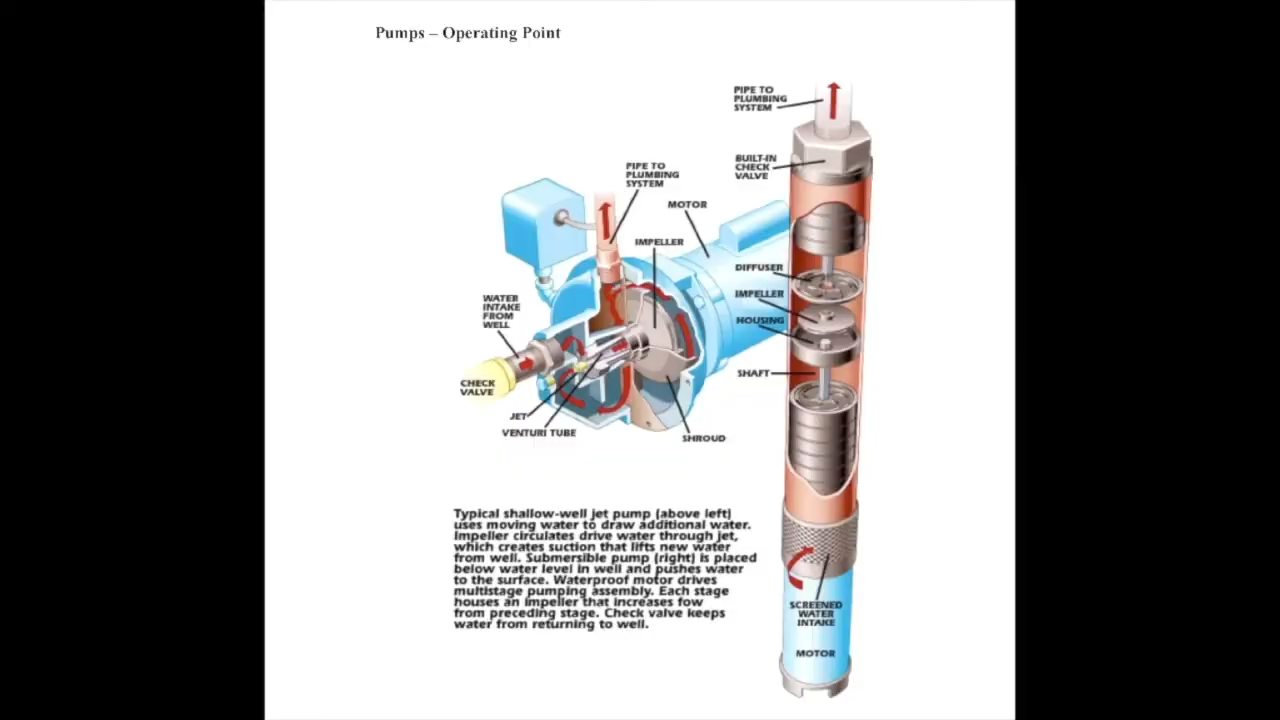 Pumps – Operating Point
PIPE TO
PLUMBING
SYSTEM
BUILT-IN
CHECK
VALVE
PIPE TO
PLUMBING
SYSTEM
MOTOR
IMPELLER
DIFFUSER
IMPELLER
HOUSING
WATER
INTAKE
FROM
WELL
SHAFT
CHECK
VALVE
JET
VENTURI TUBE
SHROUD
Typical shallow-well jet pump (above left)
uses moving water to draw additional water.
Impeller circulates drive water through jet,
which creates suction that lifts new water
from well. Submersible pump (right) is placed
below water level in well and pushes water
to the surface. Waterproof motor drives
multistage pumping assembly. Each stage
houses an impeller that increases fow
from preceding stage. Check valve keeps
water from returning to well.
SCREENED
WATER
INTAKE
MOTOR